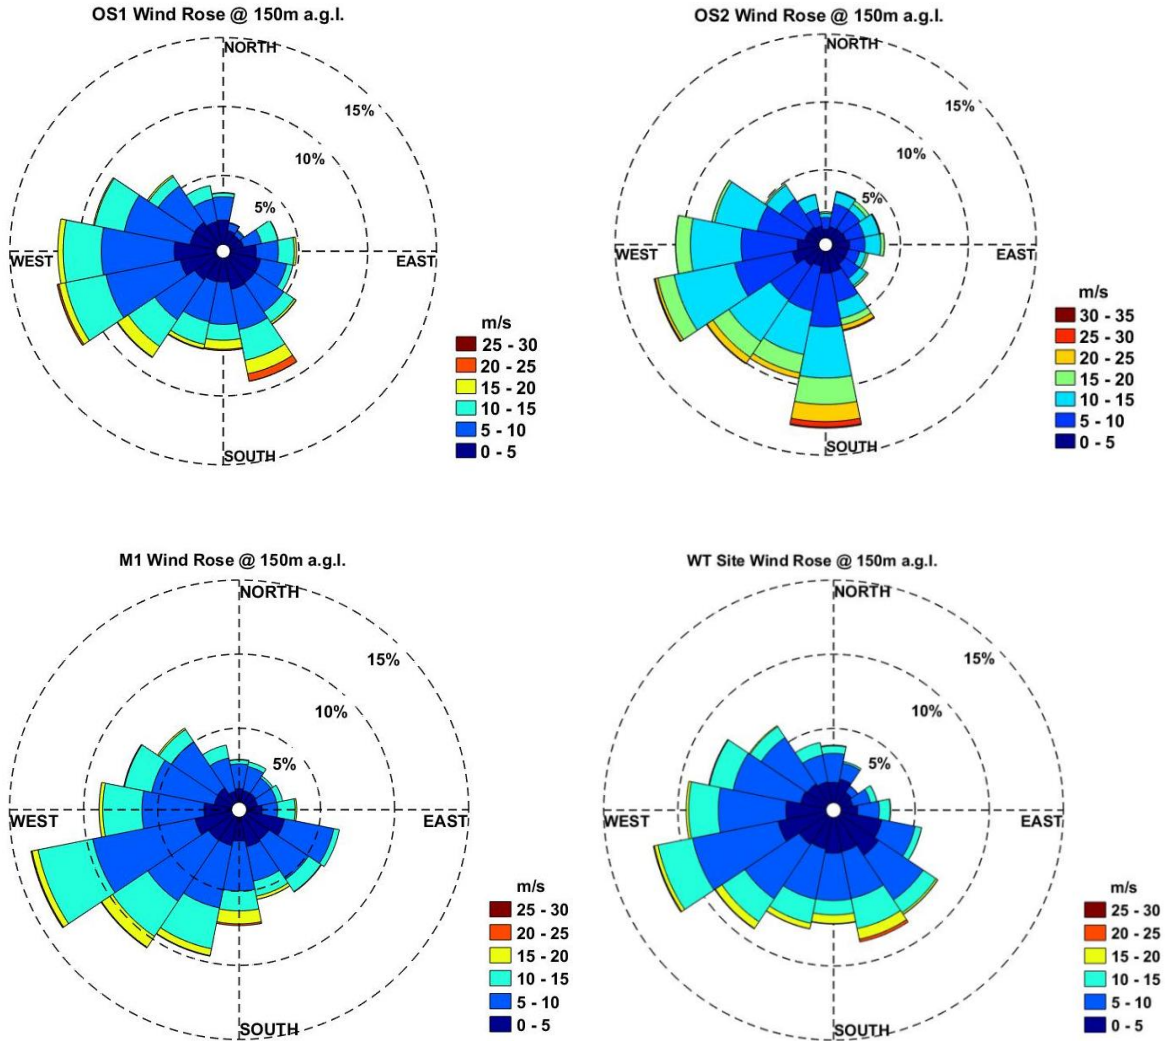 OS1 Wind Rose @ 150m a.g.l.
NORTH
15%
10%
5%
WEST
EAST
SOUTH
m/s
25 - 30
20 - 25
15 - 20
10 - 15
5 - 10
0 - 5
OS2 Wind Rose @ 150m a.g.l.
NORTH
15%
10%
5%
WEST
EAST
SOUTH
m/s
30 - 35
25 - 30
20 - 25
15 - 20
10 - 15
5 - 10
0 - 5
M1 Wind Rose @ 150m a.g.l.
NORTH
15%
10%
5%
WEST
EAST
SOUTH
m/s
25 - 30
20 - 25
15 - 20
10 - 15
5 - 10
0 - 5
WT Site Wind Rose @ 150m a.g.l.
NORTH
15%
10%
5%
WEST
EAST
SOUTH
m/s
25 - 30
20 - 25
15 - 20
10 - 15
5 - 10
0 - 5